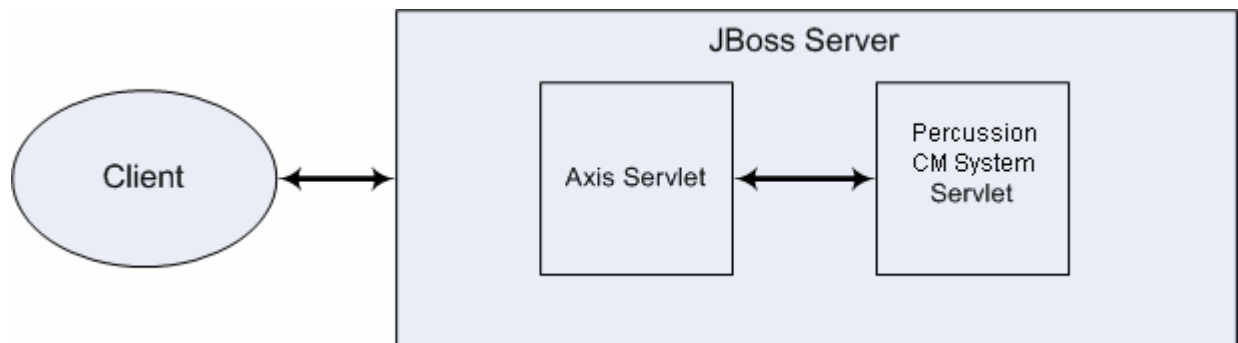 JBoss Server
Client
Axis Servlet
Percussion
CM System
Servlet